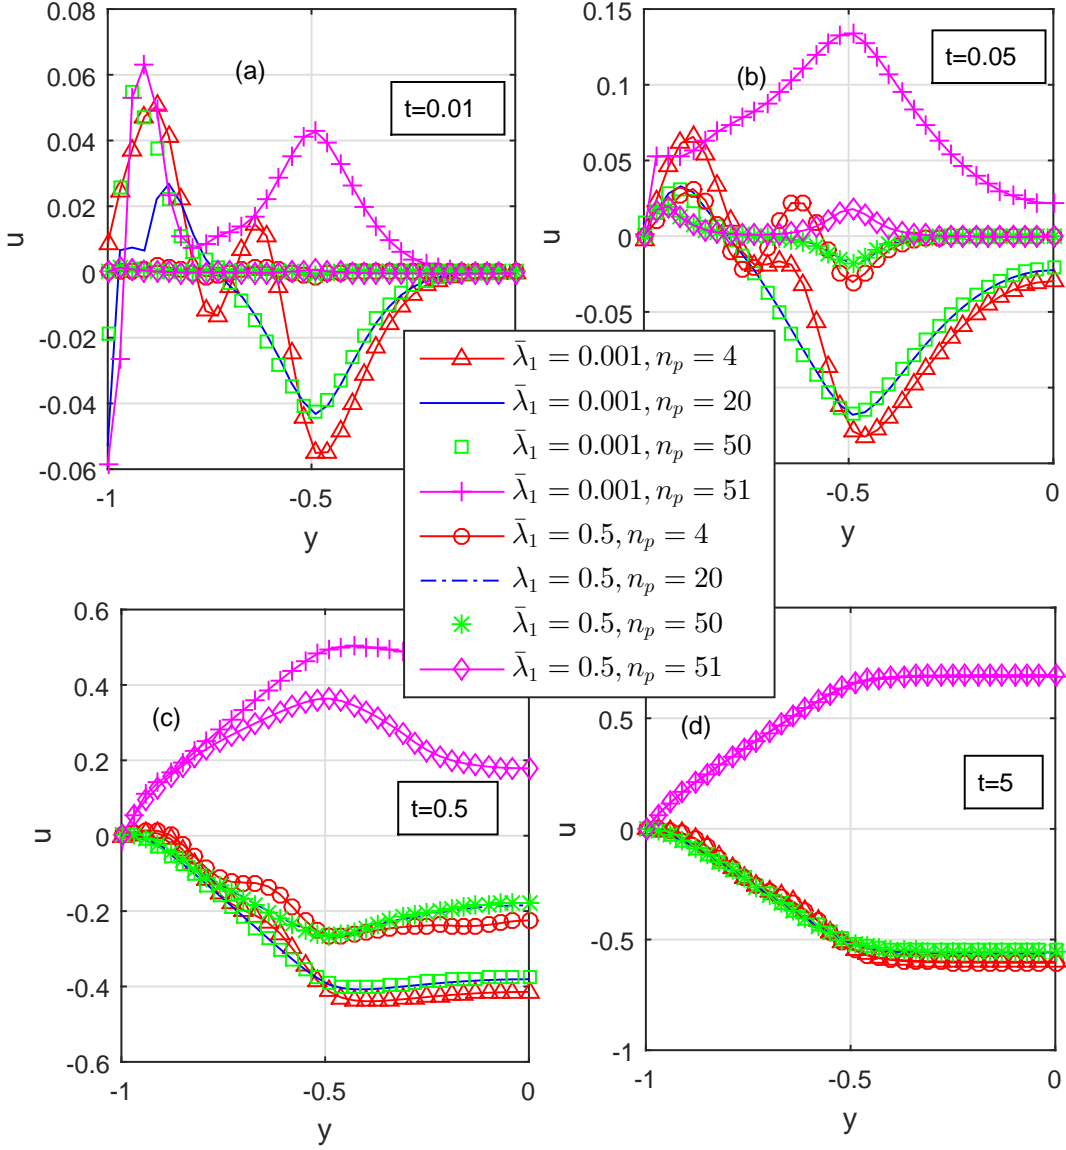 0.08
0.06
0.04
0.02
0
-0.02
-0.04
-0.06
u
(a)
t=0.01
-1
-0.5
y
0.15
0.1
0.05
0
-0.05
u
(b)
t=0.05
-1
-0.5
0
y
λ̄₁ = 0.001, nₚ = 4
λ̄₁ = 0.001, nₚ = 20
λ̄₁ = 0.001, nₚ = 50
λ̄₁ = 0.001, nₚ = 51
λ̄₁ = 0.5, nₚ = 4
λ₁ = 0.5, nₚ = 20
λ̄₁ = 0.5, nₚ = 50
λ̄₁ = 0.5, nₚ = 51
0.6
0.4
0.2
0
-0.2
-0.4
-0.6
u
(c)
t=0.5
-1
-0.5
0
y
0.5
0
-0.5
-1
u
(d)
t=5
-1
-0.5
0
y